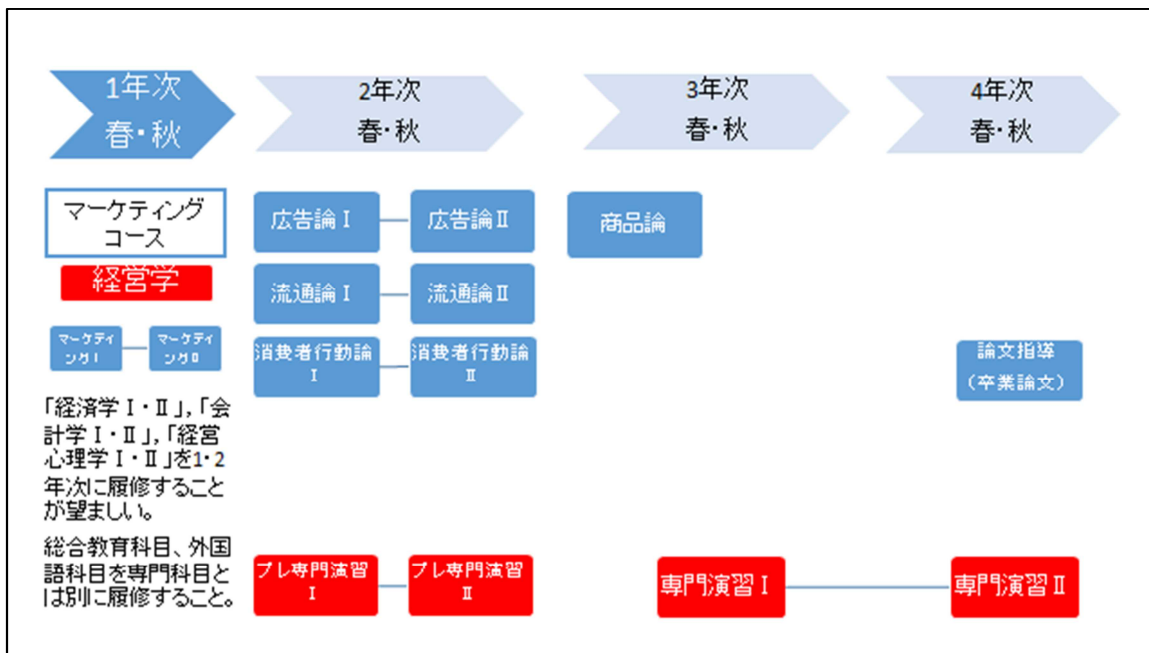 1年次
春・秋
2年次
春・秋
3年次
春・秋
4年次
春・秋
マーケティング
コース
広告論Ⅰ
広告論Ⅱ
商品論
経営学
流通論Ⅰ
流通論Ⅱ
マーケティ
ングⅠ
マーケティ
ングⅡ
消費者行動論
Ⅰ
消費者行動論
Ⅱ
論文指導
（卒業論文）
「経済学Ⅰ・Ⅱ」,「会
計学Ⅰ・Ⅱ」,「経営
心理学Ⅰ・Ⅱ」を1・2
年次に履修すること
が望ましい。
総合教育科目、外国
語科目を専門科目と
は別に履修すること。
プレ専門演習
Ⅰ
プレ専門演習
Ⅱ
専門演習Ⅰ
専門演習Ⅱ